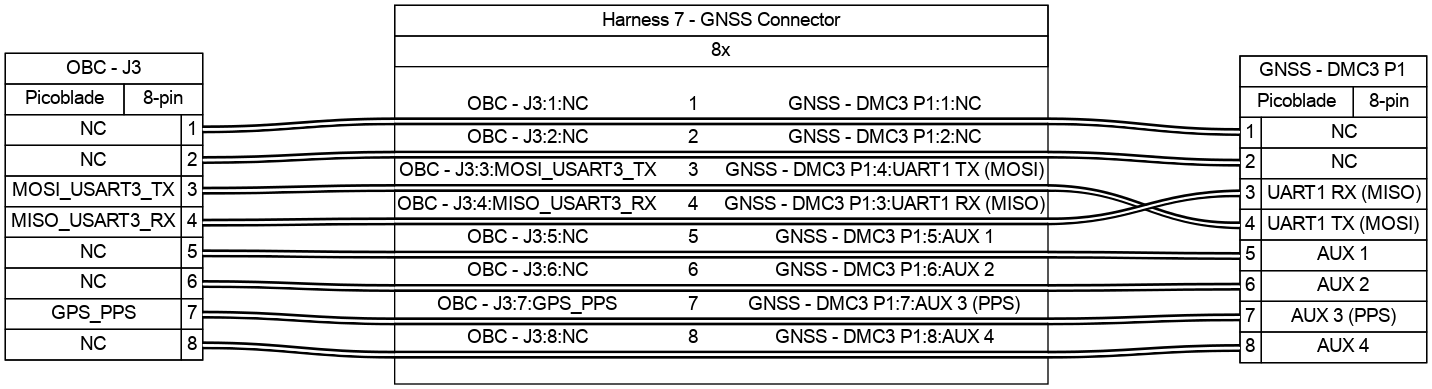 Harness 7 - GNSS Connector
8x
OBC - J3
Picoblade 8-pin
NC 1
NC 2
MOSI_USART3_TX 3
MISO_USART3_RX 4
NC 5
NC 6
GPS_PPS 7
NC 8
OBC - J3:1:NC 1 GNSS - DMC3 P1:1:NC
OBC - J3:2:NC 2 GNSS - DMC3 P1:2:NC
OBC - J3:3:MOSI_USART3_TX 3 GNSS - DMC3 P1:4:UART1 TX (MOSI)
OBC - J3:4:MISO_USART3_RX 4 GNSS - DMC3 P1:3:UART1 RX (MISO)
OBC - J3:5:NC 5 GNSS - DMC3 P1:5:AUX 1
OBC - J3:6:NC 6 GNSS - DMC3 P1:6:AUX 2
OBC - J3:7:GPS_PPS 7 GNSS - DMC3 P1:7:AUX 3 (PPS)
OBC - J3:8:NC 8 GNSS - DMC3 P1:8:AUX 4
GNSS - DMC3 P1
Picoblade 8-pin
1 NC
2 NC
3 UART1 RX (MISO)
4 UART1 TX (MOSI)
5 AUX 1
6 AUX 2
7 AUX 3 (PPS)
8 AUX 4